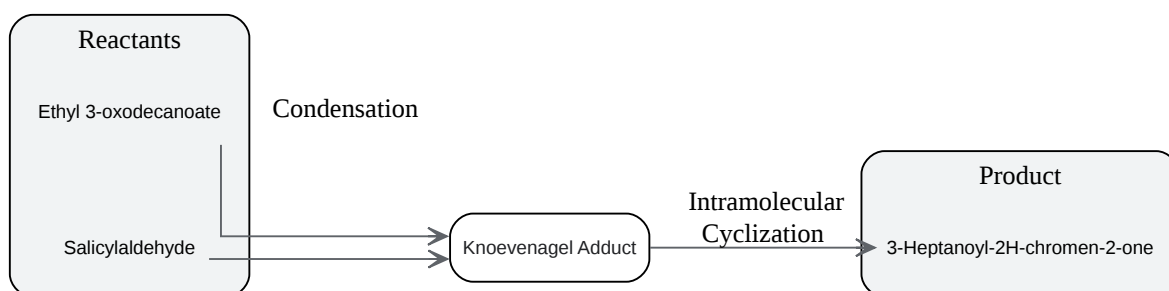 Reactants
Ethyl 3-oxodecanoate
Condensation
Salicylaldehyde
Knoevenagel Adduct
Intramolecular
Cyclization
Product
3-Heptanoyl-2H-chromen-2-one